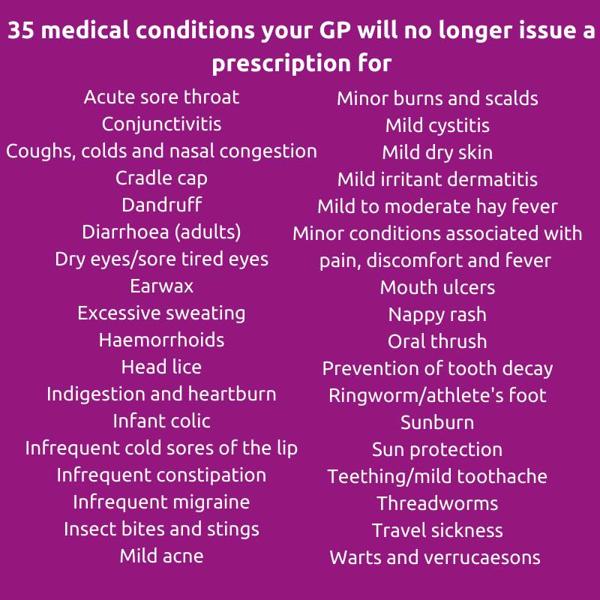 35 medical conditions your GP will no longer issue a
prescription for
Acute sore throat
Conjunctivitis
Coughs, colds and nasal congestion
Cradle cap
Dandruff
Diarrhoea (adults)
Dry eyes/sore tired eyes
Earwax
Excessive sweating
Haemorrhoids
Head lice
Indigestion and heartburn
Infant colic
Infrequent cold sores of the lip
Infrequent constipation
Infrequent migraine
Insect bites and stings
Mild acne
Minor burns and scalds
Mild cystitis
Mild dry skin
Mild irritant dermatitis
Mild to moderate hay fever
Minor conditions associated with
pain, discomfort and fever
Mouth ulcers
Nappy rash
Oral thrush
Prevention of tooth decay
Ringworm/athlete's foot
Sunburn
Sun protection
Teething/mild toothache
Threadworms
Travel sickness
Warts and verrucaesons